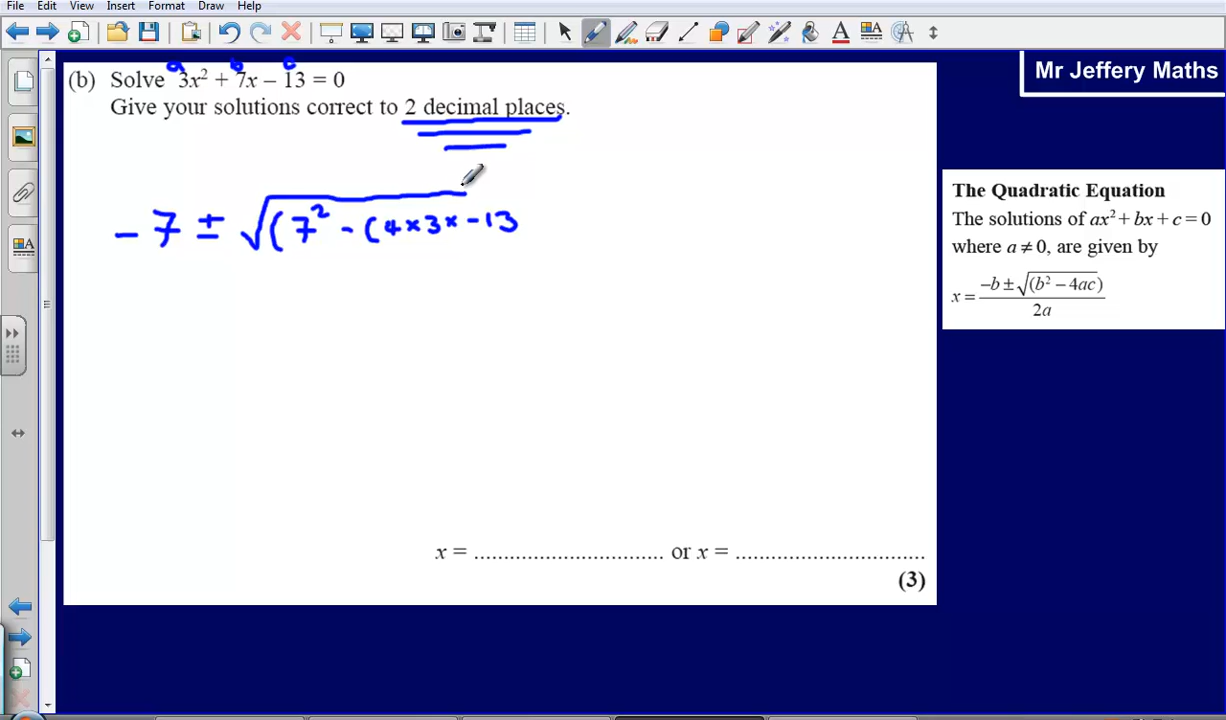 File Edit View Insert Format Draw Help
Mr Jeffery Maths
a b c
(b) Solve 3x² + 7x – 13 = 0
Give your solutions correct to 2 decimal places.
- 7 ± √(7² - (4×3×-13
The Quadratic Equation
The solutions of ax² + bx + c = 0
where a ≠ 0, are given by
x = (–b ± √(b² – 4ac)) / 2a
x = ................................ or x = ................................
(3)